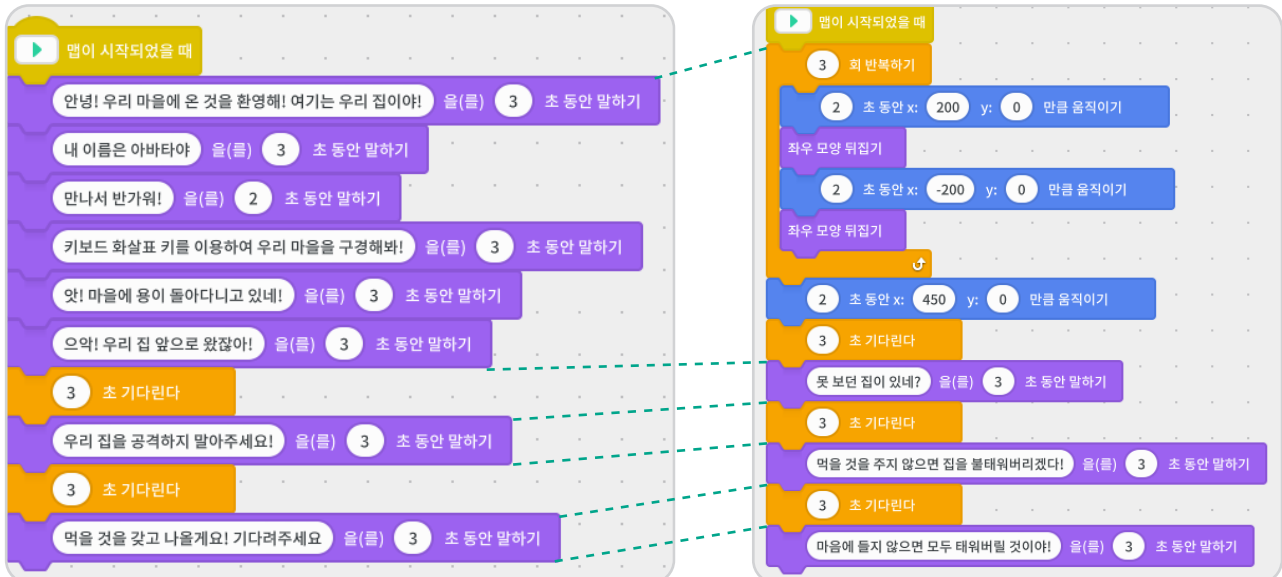 맵이 시작되었을 때
안녕! 우리 마을에 온 것을 환영해! 여기는 우리 집이야! 을(를) 3 초 동안 말하기
내 이름은 아바타야 을(를) 3 초 동안 말하기
만나서 반가워! 을(를) 2 초 동안 말하기
키보드 화살표 키를 이용하여 우리 마을을 구경해봐! 을(를) 3 초 동안 말하기
앗! 마을에 용이 돌아다니고 있네! 을(를) 3 초 동안 말하기
으악! 우리 집 앞으로 왔잖아! 을(를) 3 초 동안 말하기
3 초 기다린다
우리 집을 공격하지 말아주세요! 을(를) 3 초 동안 말하기
3 초 기다린다
먹을 것을 갖고 나올게요! 기다려주세요 을(를) 3 초 동안 말하기
맵이 시작되었을 때
3 회 반복하기
2 초 동안 x: 200 y: 0 만큼 움직이기
좌우 모양 뒤집기
2 초 동안 x: -200 y: 0 만큼 움직이기
좌우 모양 뒤집기
2 초 동안 x: 450 y: 0 만큼 움직이기
3 초 기다린다
못 보던 집이 있네? 을(를) 3 초 동안 말하기
3 초 기다린다
먹을 것을 주지 않으면 집을 불태워버리겠다! 을(를) 3 초 동안 말하기
3 초 기다린다
마음에 들지 않으면 모두 태워버릴 것이야! 을(를) 3 초 동안 말하기